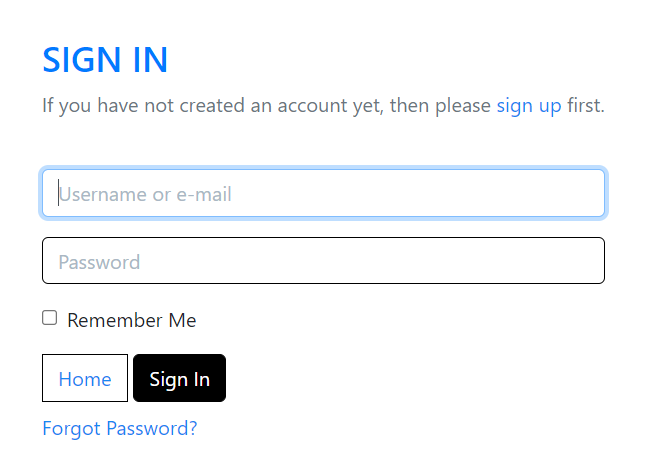 SIGN IN
If you have not created an account yet, then please sign up first.
Username or e-mail
Password
Remember Me
Home Sign In
Forgot Password?